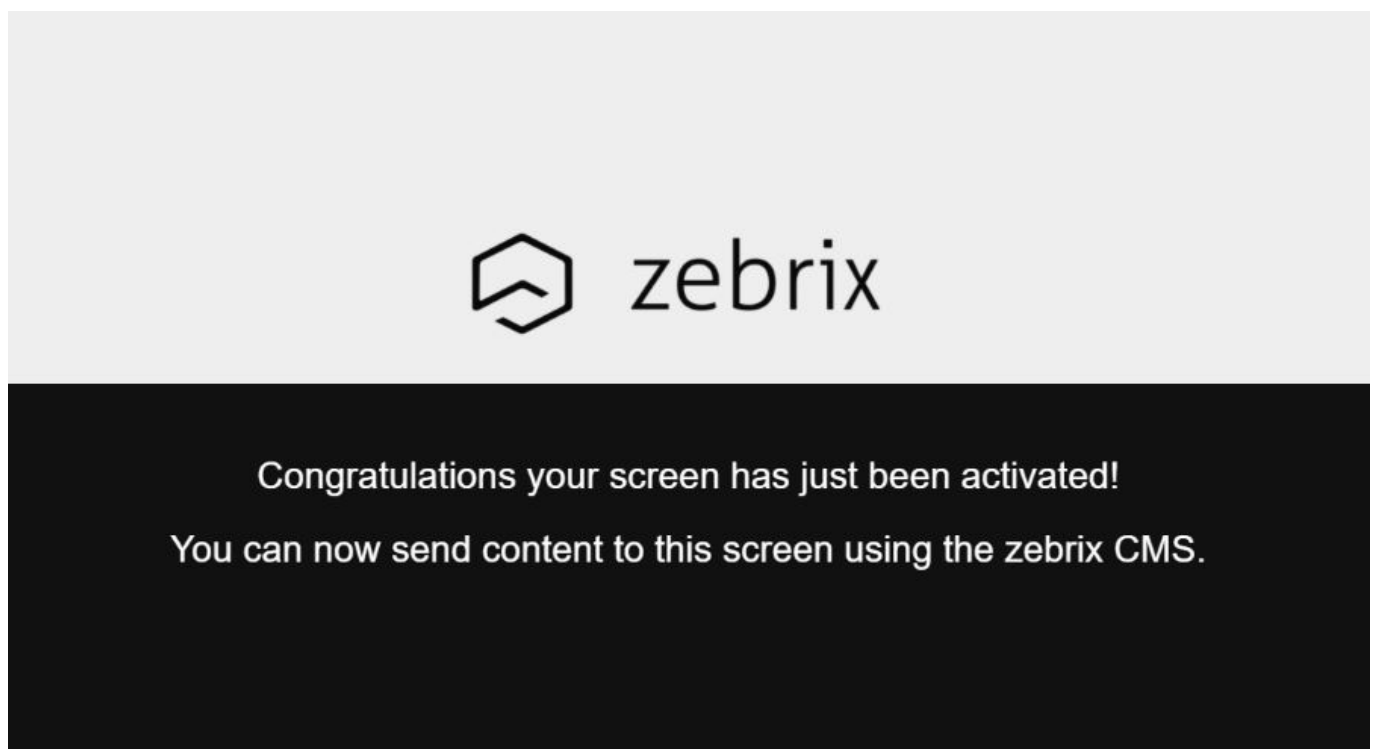 zebrix
Congratulations your screen has just been activated!
You can now send content to this screen using the zebrix CMS.